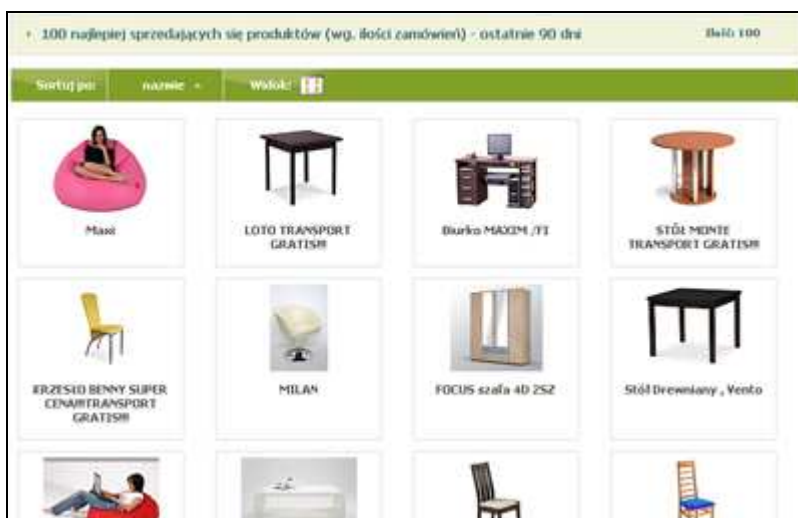 100 najlepiej sprzedających się produktów (wg. ilości zamówień) - ostatnie 90 dni
Ilość: 100
Sortuj po: nazwie Widok:
Maxi
LOTO TRANSPORT
GRATIS!!!
Biurko MAXIM /FI
STÓŁ MONTE
TRANSPORT GRATIS!!!
KRZESŁO BENNY SUPER
CENA!!!TRANSPORT
GRATIS!!!
MILAN
FOCUS szafa 4D 2SZ
Stół Drewniany , Vento